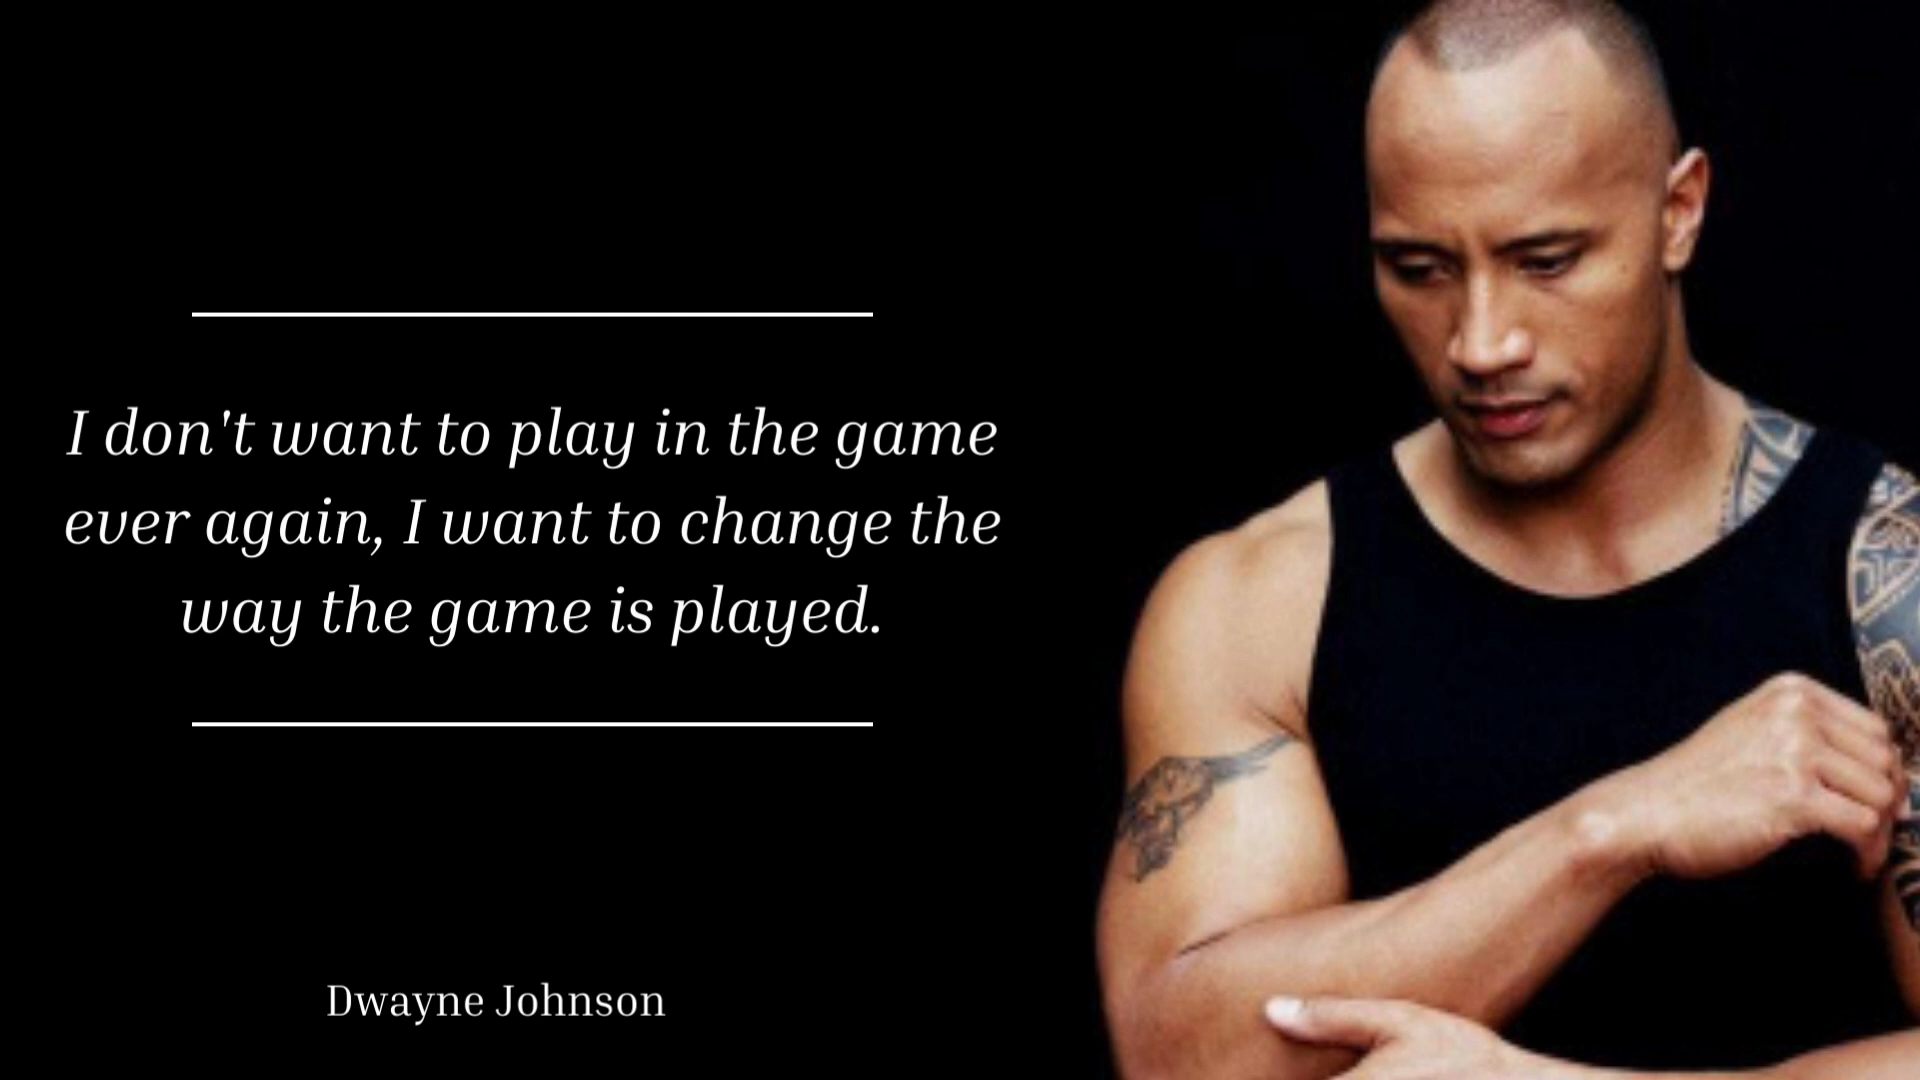 I don't want to play in the game
ever again, I want to change the
way the game is played.
Dwayne Johnson